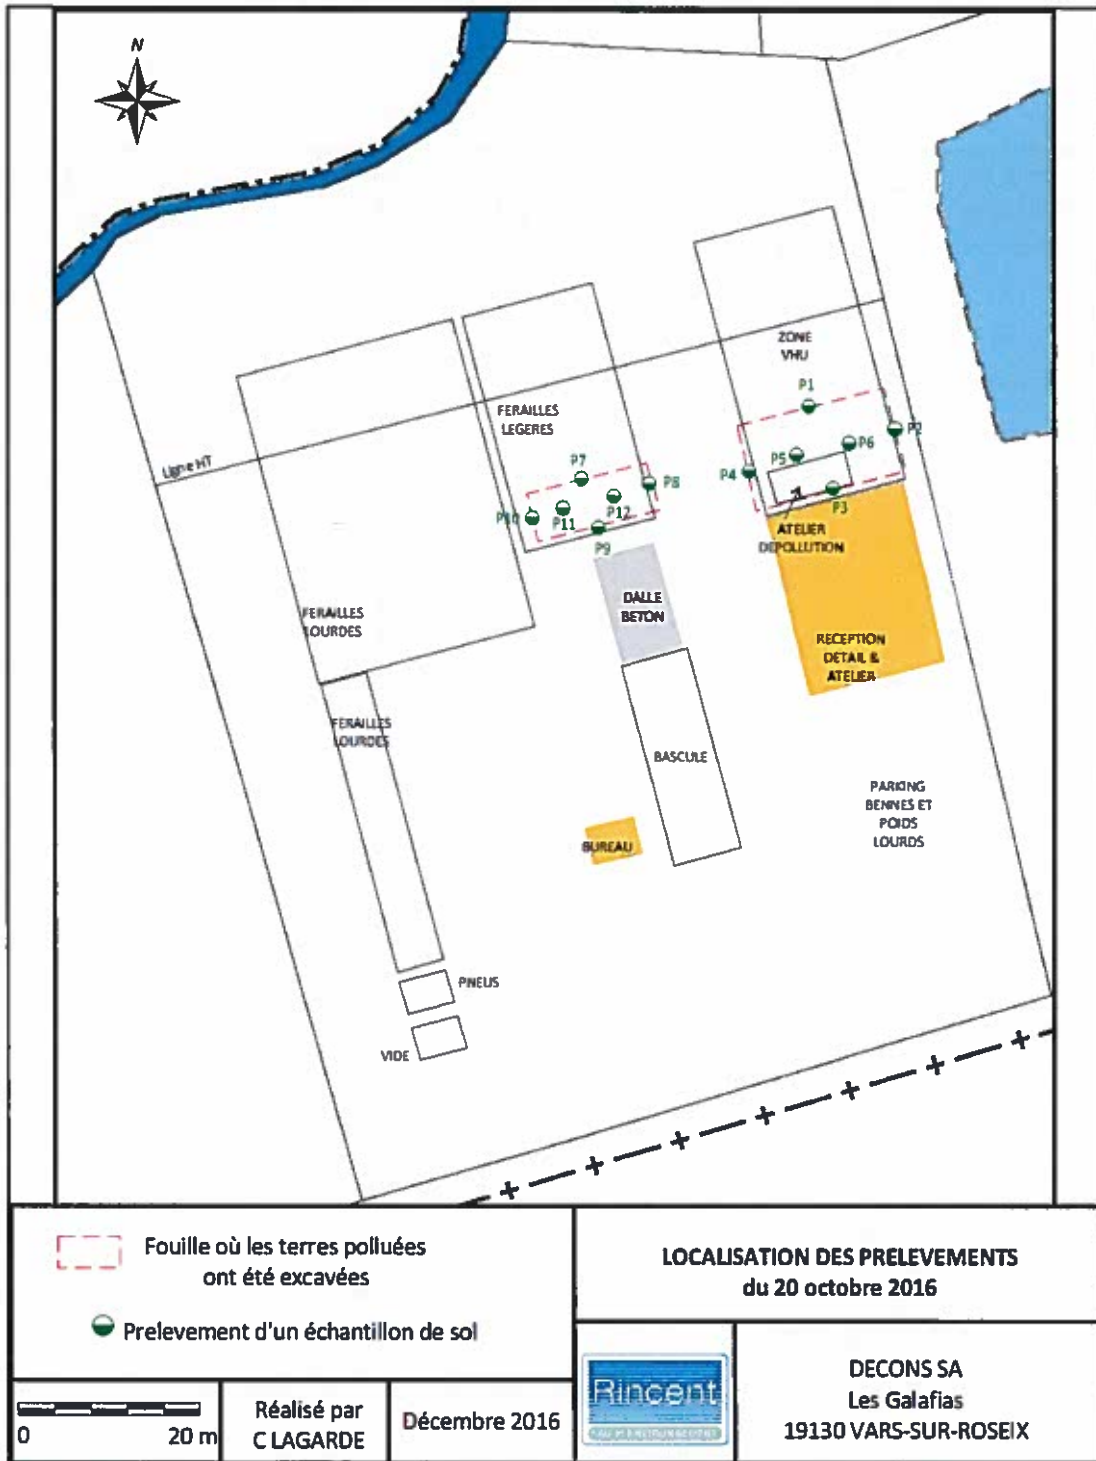 N
ZONE
VHU
P1
P2
P6
P5
P4
P3
FERAILLES
LEGERES
Ligne HT
P7
P8
P12
P11
P10
P9
1
ATELIER
DEPOLLUTION
DALLE
BETON
FERAILLES
LOURDES
RECEPTION
DETAIL &
ATELIER
FERAILLES
LOURDES
BASCULE
PARKING
BENNES ET
POIDS
LOURDS
BUREAU
PNEUS
VIDE
Fouille où les terres polluées
ont été excavées
Prelevement d'un échantillon de sol
LOCALISATION DES PRELEVEMENTS
du 20 octobre 2016
0 20 m
Réalisé par
C LAGARDE
Décembre 2016
Rincent
DECONS SA
Les Galafias
19130 VARS-SUR-ROSEIX